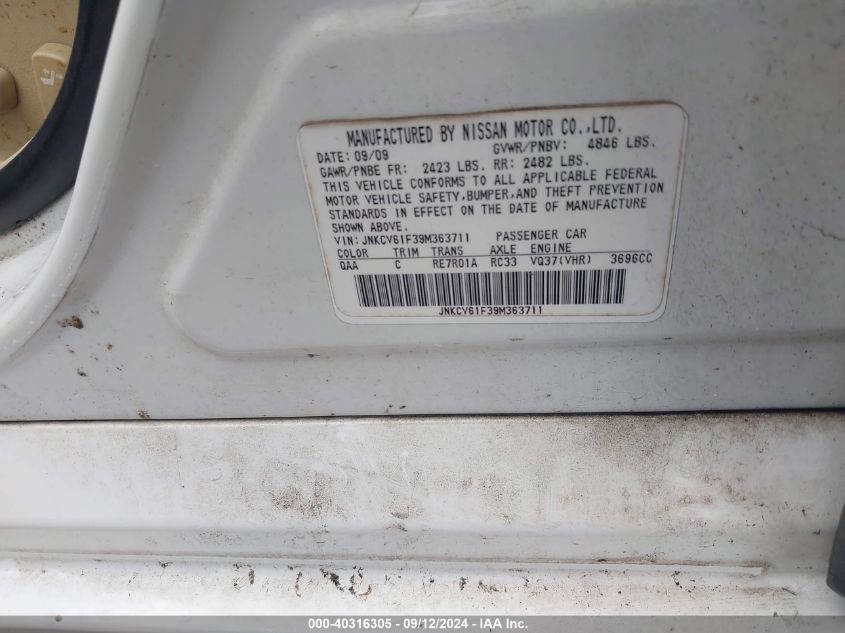 MANUFACTURED BY NISSAN MOTOR CO.,LTD.
DATE: 09/09 GVWR/PNBV: 4846 LBS.
GAWR/PNBE FR: 2423 LBS. RR: 2482 LBS.
THIS VEHICLE CONFORMS TO ALL APPLICABLE FEDERAL
MOTOR VEHICLE SAFETY,BUMPER,AND THEFT PREVENTION
STANDARDS IN EFFECT ON THE DATE OF MANUFACTURE
SHOWN ABOVE.
VIN: JNKCV61F39M363711 PASSENGER CAR
COLOR TRIM TRANS AXLE ENGINE
QAA C RE7R01A RC33 VQ37(VHR) 3696CC
JNKCV61F39M363711
000-40316305 - 09/12/2024 - IAA Inc.